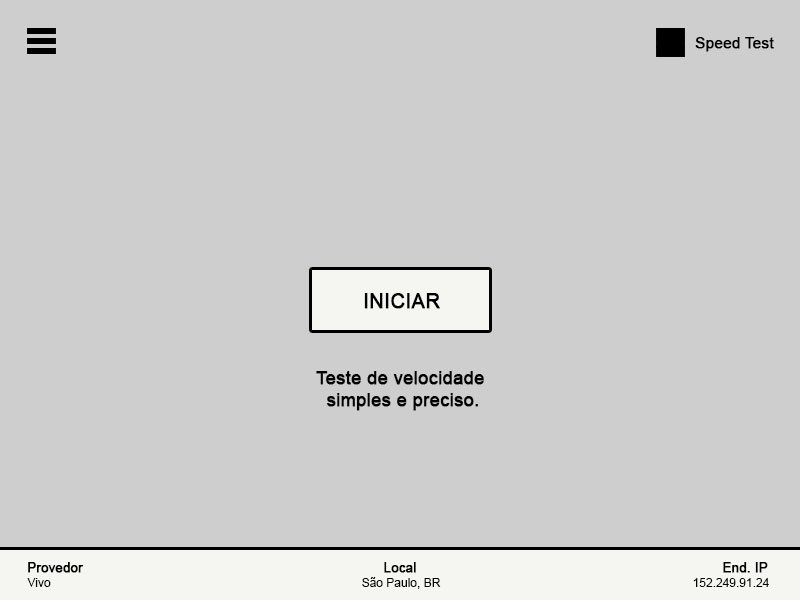 Speed Test
INICIAR
Teste de velocidade
simples e preciso.
Provedor
Vivo
Local
São Paulo, BR
End. IP
152.249.91.24